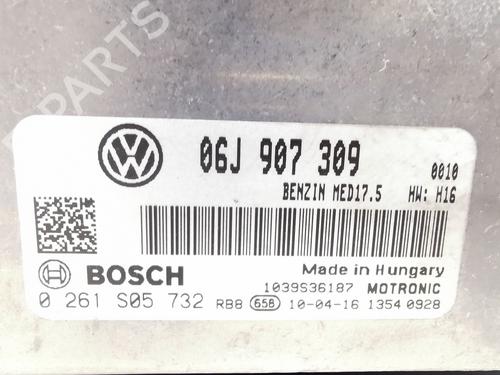 B-PARTS
06J 907 309
0010
BENZIN MED17.5 HW: H16
BOSCH
Made in Hungary
1039S36187 MOTRONIC
0 261 S05 732 RB8 658 10-04-16 1354 0928